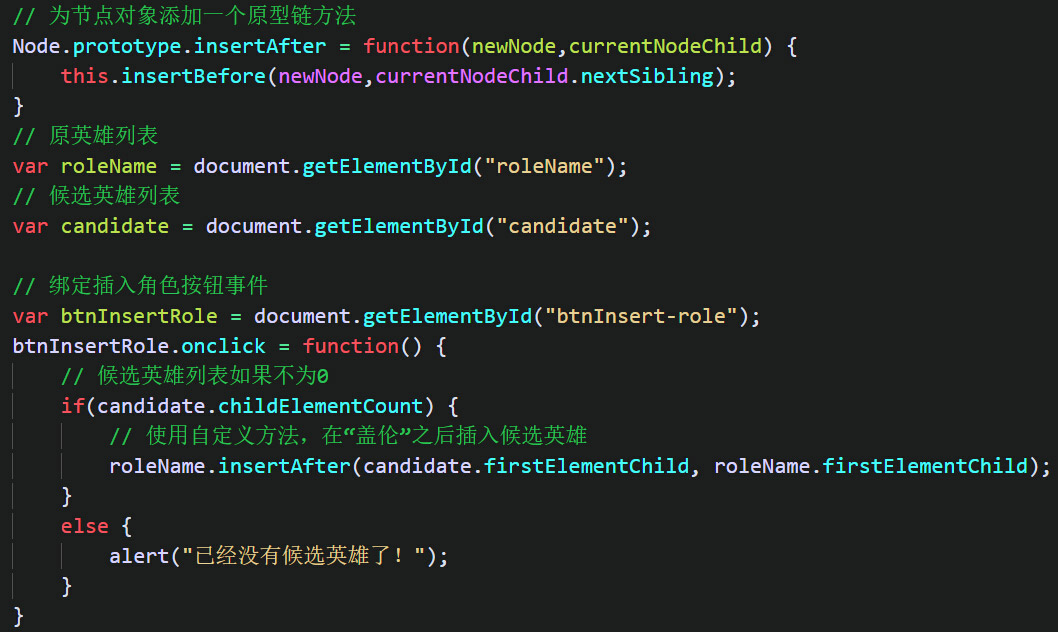 // 为节点对象添加一个原型链方法
Node.prototype.insertAfter = function(newNode,currentNodeChild) {
    this.insertBefore(newNode,currentNodeChild.nextSibling);
}
// 原英雄列表
var roleName = document.getElementById("roleName");
// 候选英雄列表
var candidate = document.getElementById("candidate");

// 绑定插入角色按钮事件
var btnInsertRole = document.getElementById("btnInsert-role");
btnInsertRole.onclick = function() {
    // 候选英雄列表如果不为0
    if(candidate.childElementCount) {
        // 使用自定义方法，在“盖伦”之后插入候选英雄
        roleName.insertAfter(candidate.firstElementChild, roleName.firstElementChild);
    }
    else {
        alert("已经没有候选英雄了！");
    }
}